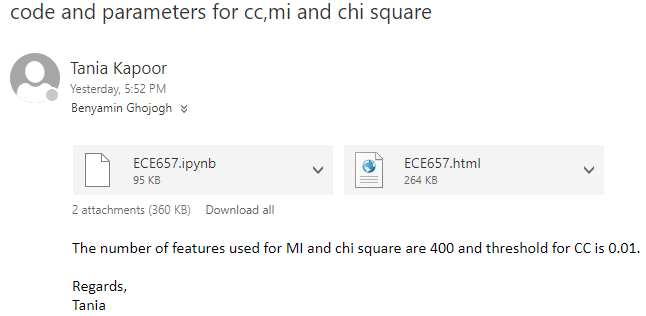 code and parameters for cc,mi and chi square
Tania Kapoor
Yesterday, 5:52 PM
Benyamin Ghojogh
ECE657.ipynb
95 KB
ECE657.html
264 KB
2 attachments (360 KB) Download all
The number of features used for MI and chi square are 400 and threshold for CC is 0.01.
Regards,
Tania